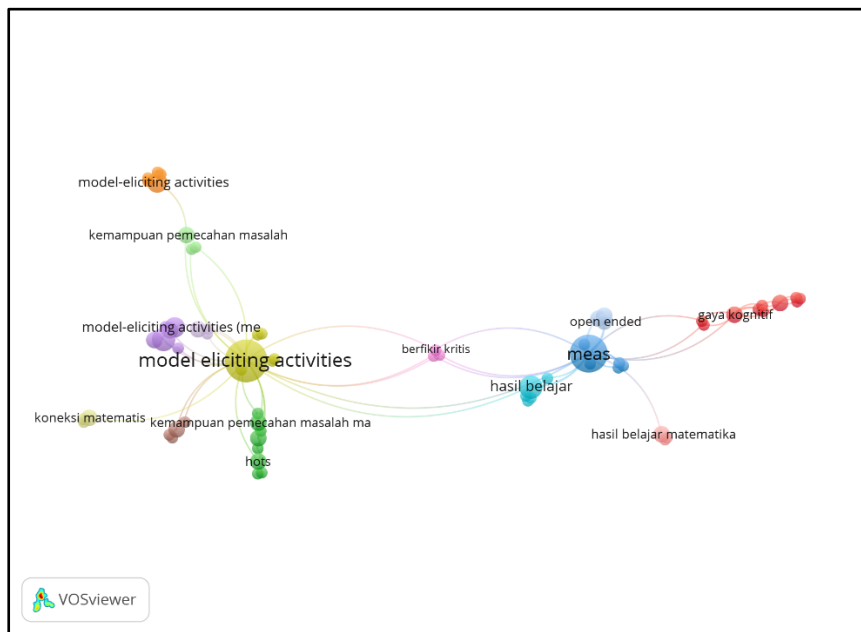 model-eliciting activities
kemampuan pemecahan masalah
model-eliciting activities (me
open ended
gaya kognitif
berfikir kritis
meas
model eliciting activities
hasil belajar
koneksi matematis
kemampuan pemecahan masalah ma
hasil belajar matematika
hots
VOSviewer